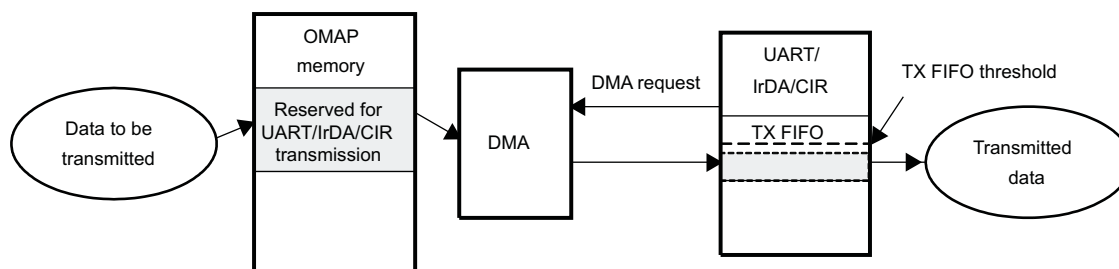 Data to be
transmitted
OMAP
memory
Reserved for
UART/IrDA/CIR
transmission
DMA
DMA request
UART/
IrDA/CIR
TX FIFO
TX FIFO threshold
Transmitted
data